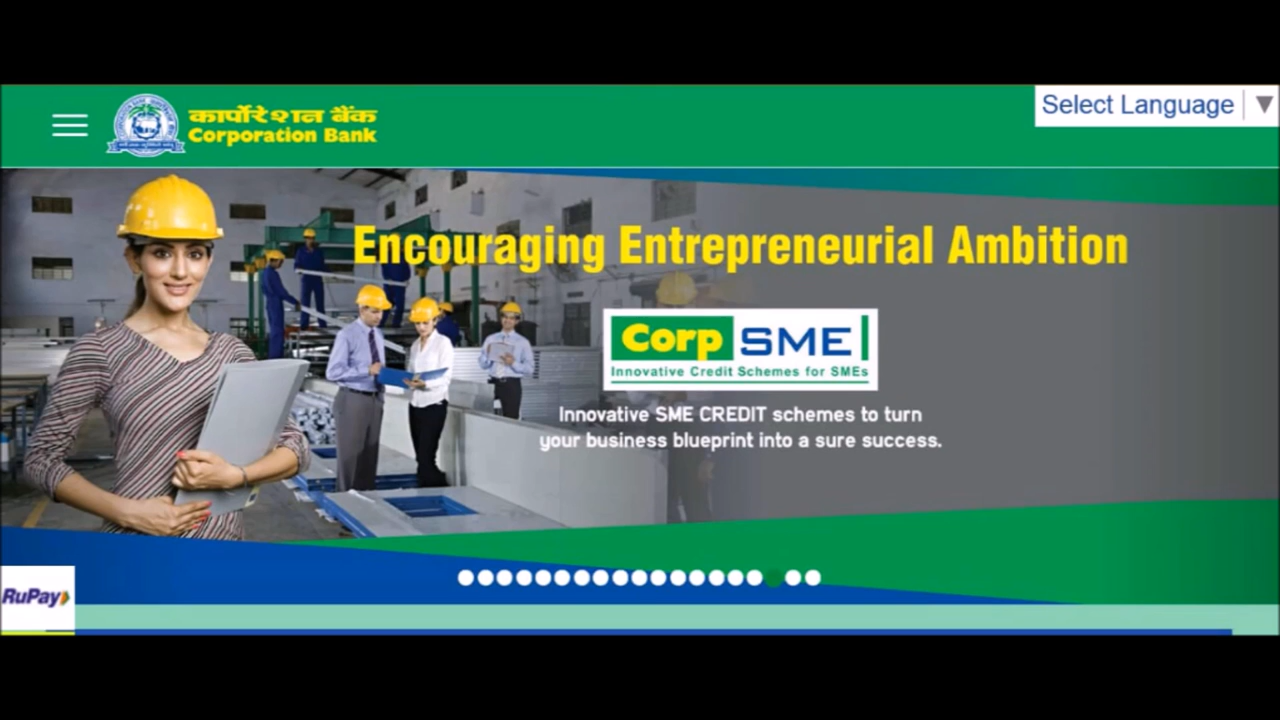 कार्पोरेशन बैंक
Corporation Bank
Select Language
Encouraging Entrepreneurial Ambition
Corp SME
Innovative Credit Schemes for SMEs
Innovative SME CREDIT schemes to turn
your business blueprint into a sure success.
RuPay